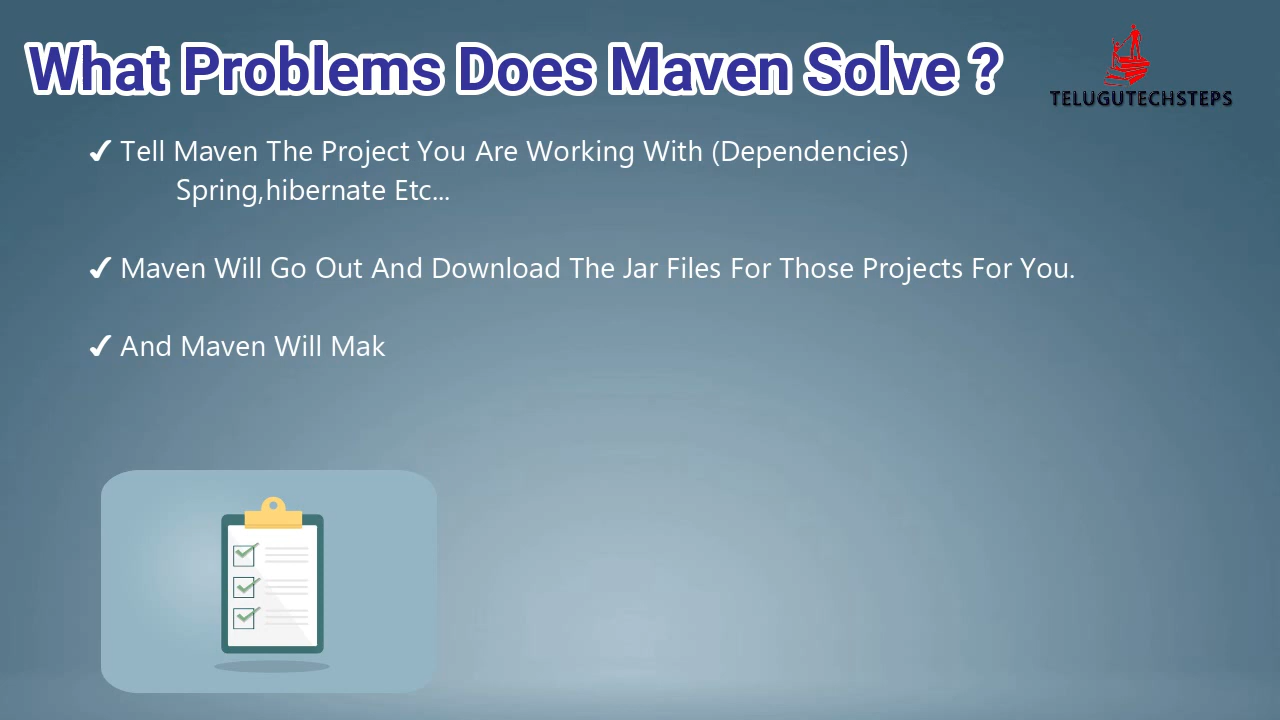 What Problems Does Maven Solve ?
TELUGUTECHSTEPS
✔ Tell Maven The Project You Are Working With (Dependencies)
Spring,hibernate Etc...
✔ Maven Will Go Out And Download The Jar Files For Those Projects For You.
✔ And Maven Will Mak